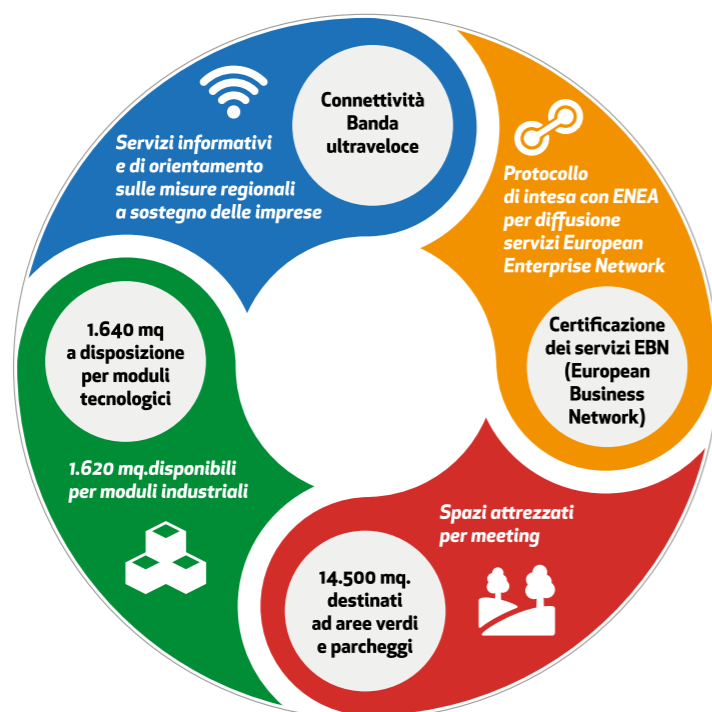 Connettività
Banda
ultraveloce
Servizi informativi
e di orientamento
sulle misure regionali
a sostegno delle imprese
Protocollo
di intesa con ENEA
per diffusione
servizi European
Enterprise Network
Certificazione
dei servizi EBN
(European
Business
Network)
1.640 mq
a disposizione
per moduli
tecnologici
1.620 mq.disponibili
per moduli industriali
Spazi attrezzati
per meeting
14.500 mq.
destinati
ad aree verdi
e parcheggi